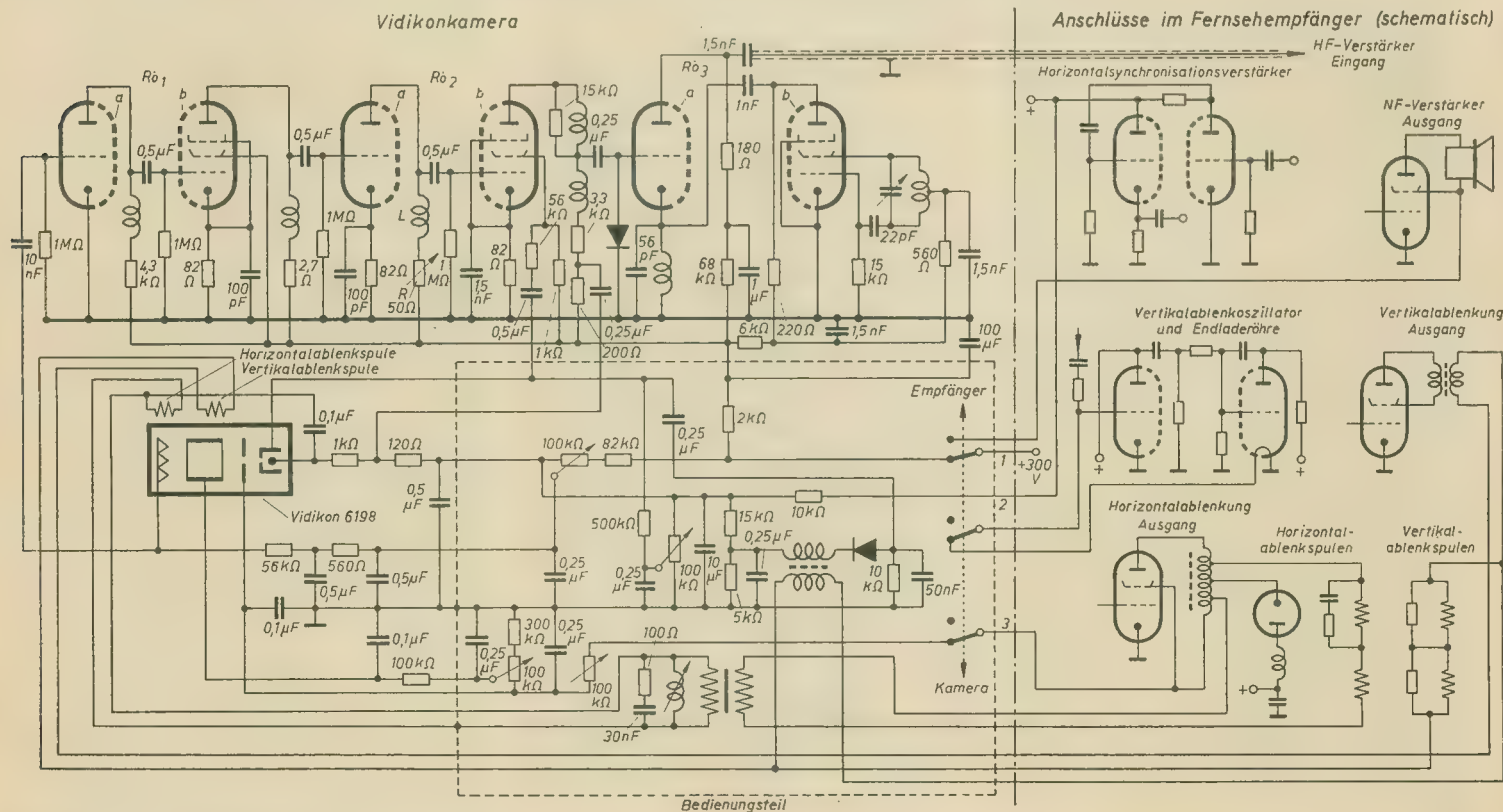 Vidikonkamera
Anschlüsse im Fernsehempfänger (schematisch)
HF-Verstärker
Eingang
Horizontalsynchronisationsverstärker
NF-Verstärker
Ausgang
Rö1
a
b
Rö2
a
b
15kΩ
0,25
µF
1,5nF
Rö3
a
1nF
b
+
0,5µF
0,5µF
0,5µF
180
Ω
10
nF
1MΩ
4,3
kΩ
1MΩ
82
Ω
100
pF
2,7
Ω
1MΩ
100
pF
82Ω
L
R
50Ω
1
MΩ
1,5
nF
82
Ω
56
kΩ
3,3
kΩ
0,5µF
1kΩ
0,25µF
200Ω
56
pF
68
kΩ
1
µF
6kΩ
220Ω
15
kΩ
22pF
560
Ω
1,5nF
1,5nF
100
µF
Horizontalablenkspule
Vertikalablenkspule
Vertikalablenkoszillator
und Endladeröhre
Vertikalablenkung
Ausgang
Empfänger
0,1µF
1kΩ
120Ω
0,5
µF
100kΩ
82kΩ
2kΩ
0,25
µF
1
+300
V
+
+
Vidikon 6198
2
10kΩ
15kΩ
0,25µF
500kΩ
100
kΩ
10
µF
5kΩ
10
kΩ
50nF
Horizontalablenkung
Ausgang
Horizontal-
ablenkspulen
Vertikal-
ablenkspulen
56kΩ
560Ω
0,5µF
0,5µF
0,25
µF
0,25
µF
0,1µF
0,1µF
100kΩ
0,25
µF
300
kΩ
100
kΩ
0,25
µF
100
kΩ
100Ω
30nF
3
Kamera
+
Bedienungsteil